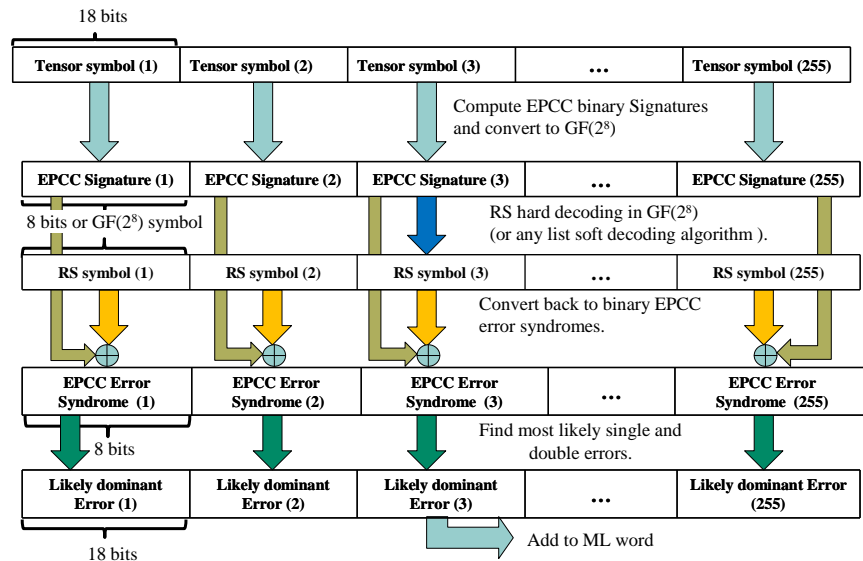 18 bits
Tensor symbol (1) Tensor symbol (2) Tensor symbol (3) ... Tensor symbol (255)
Compute EPCC binary Signatures
and convert to GF(2⁸)
EPCC Signature (1) EPCC Signature (2) EPCC Signature (3) ... EPCC Signature (255)
8 bits or GF(2⁸) symbol
RS hard decoding in GF(2⁸)
(or any list soft decoding algorithm ).
RS symbol (1) RS symbol (2) RS symbol (3) ... RS symbol (255)
Convert back to binary EPCC
error syndromes.
EPCC Error EPCC Error EPCC Error ... EPCC Error
Syndrome (1) Syndrome (2) Syndrome (3) Syndrome (255)
8 bits
Find most likely single and
double errors.
Likely dominant Likely dominant Likely dominant ... Likely dominant Error
Error (1) Error (2) Error (3) (255)
18 bits
Add to ML word